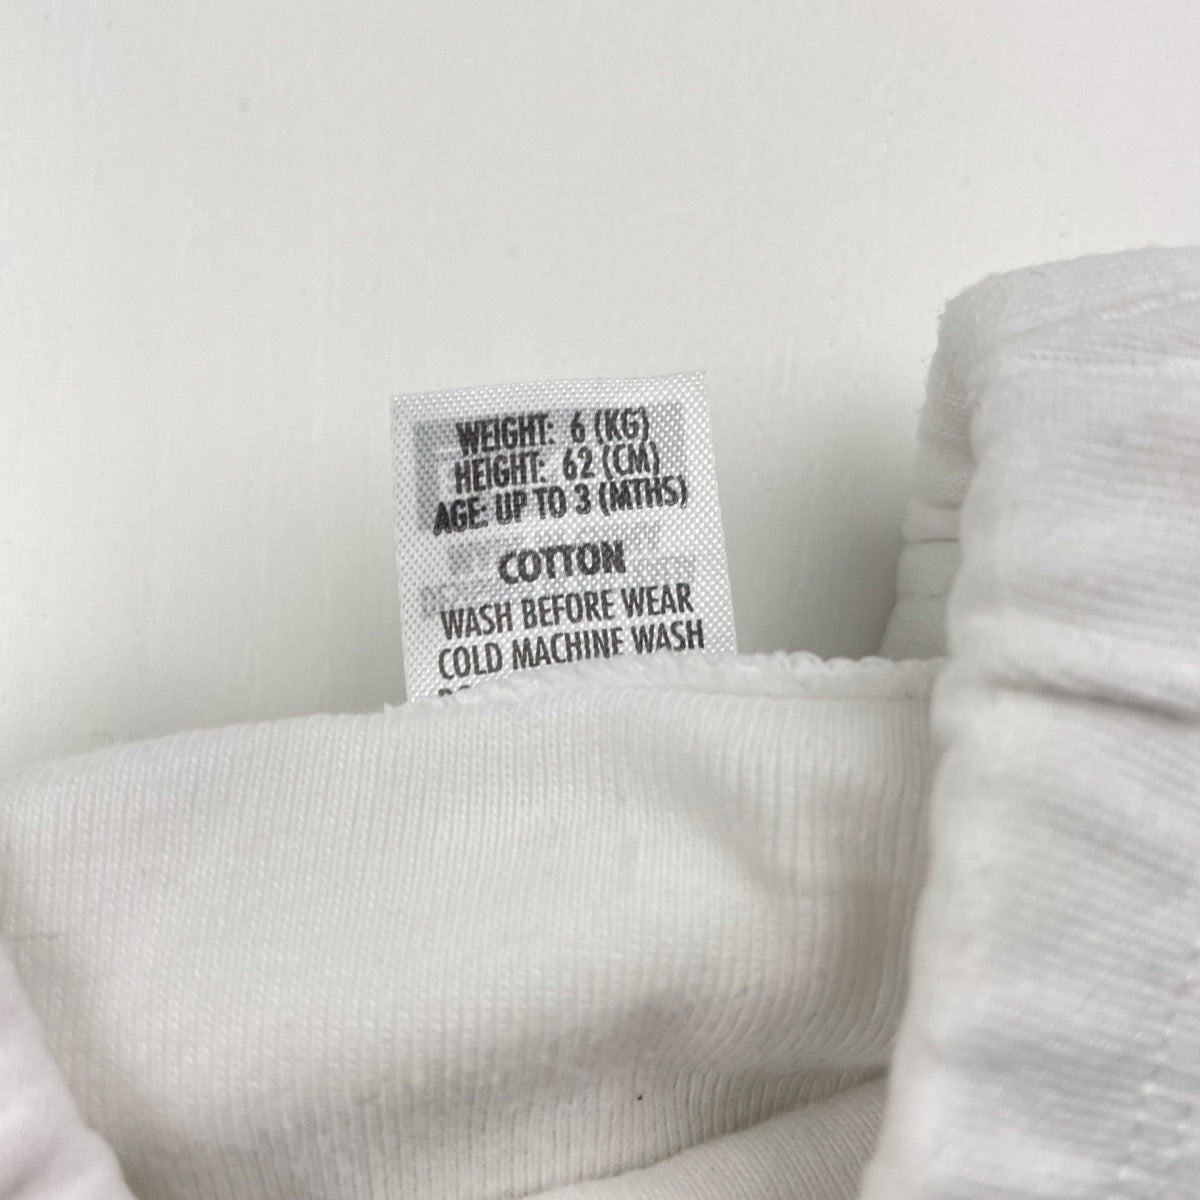 WEIGHT: 6 (KG)
HEIGHT: 62 (CM)
AGE: UP TO 3 (MTHS)
COTTON
WASH BEFORE WEAR
COLD MACHINE WASH